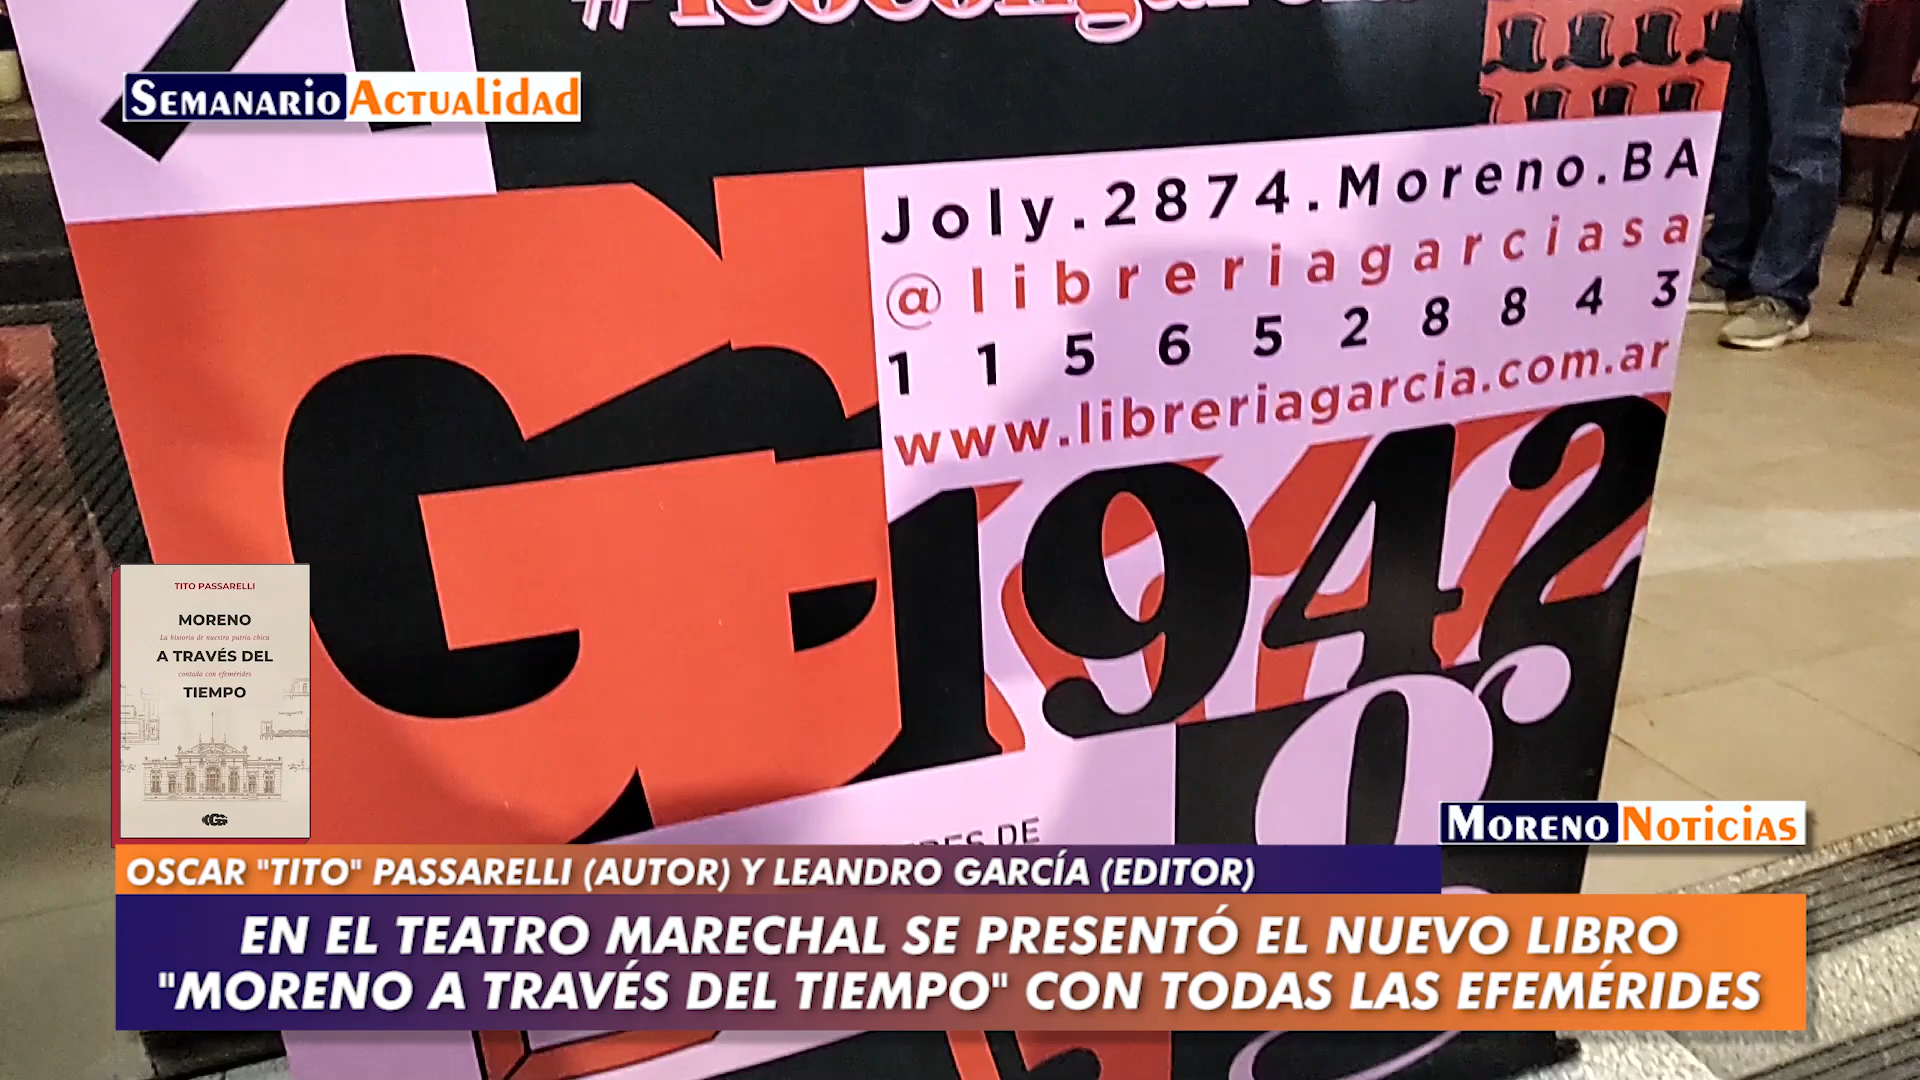 Semanario Actualidad
Joly.2874.Moreno.BA
@libreriagarciasa
1156528843
www.libreriagarcia.com.ar
G
1942
TITO PASSARELLI
MORENO
La historia de nuestra patria chica
A TRAVÉS DEL
contada con efemérides
TIEMPO
DE
Moreno Noticias
OSCAR "TITO" PASSARELLI (AUTOR) Y LEANDRO GARCÍA (EDITOR)
EN EL TEATRO MARECHAL SE PRESENTÓ EL NUEVO LIBRO
"MORENO A TRAVÉS DEL TIEMPO" CON TODAS LAS EFEMÉRIDES